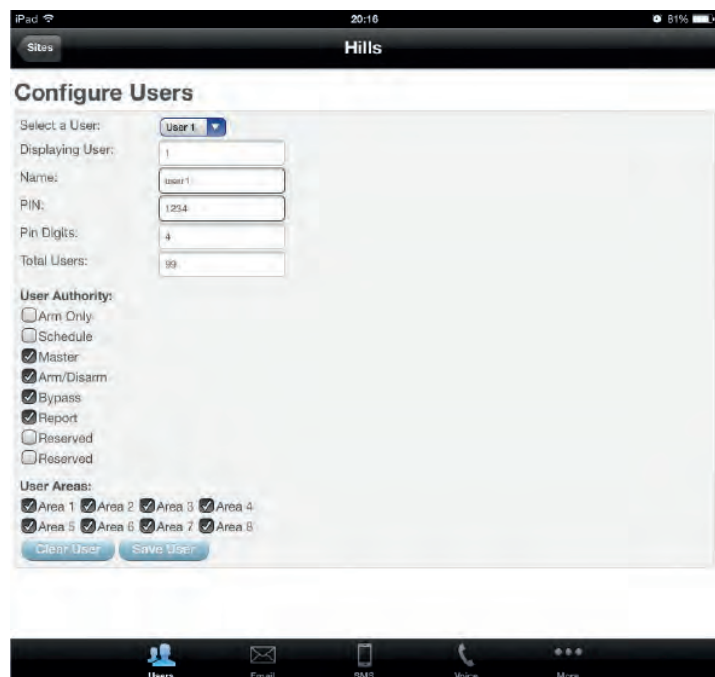 iPad 20:16 81%
Sites Hills
Configure Users
Select a User: User 1
Displaying User: 1
Name: user1
PIN: 1234
Pin Digits: 4
Total Users: 99
User Authority:
Arm Only
Schedule
Master
Arm/Disarm
Bypass
Report
Reserved
Reserved
User Areas:
Area 1 Area 2 Area 3 Area 4
Area 5 Area 6 Area 7 Area 8
Clear User Save User
Users Email SMS Voice More